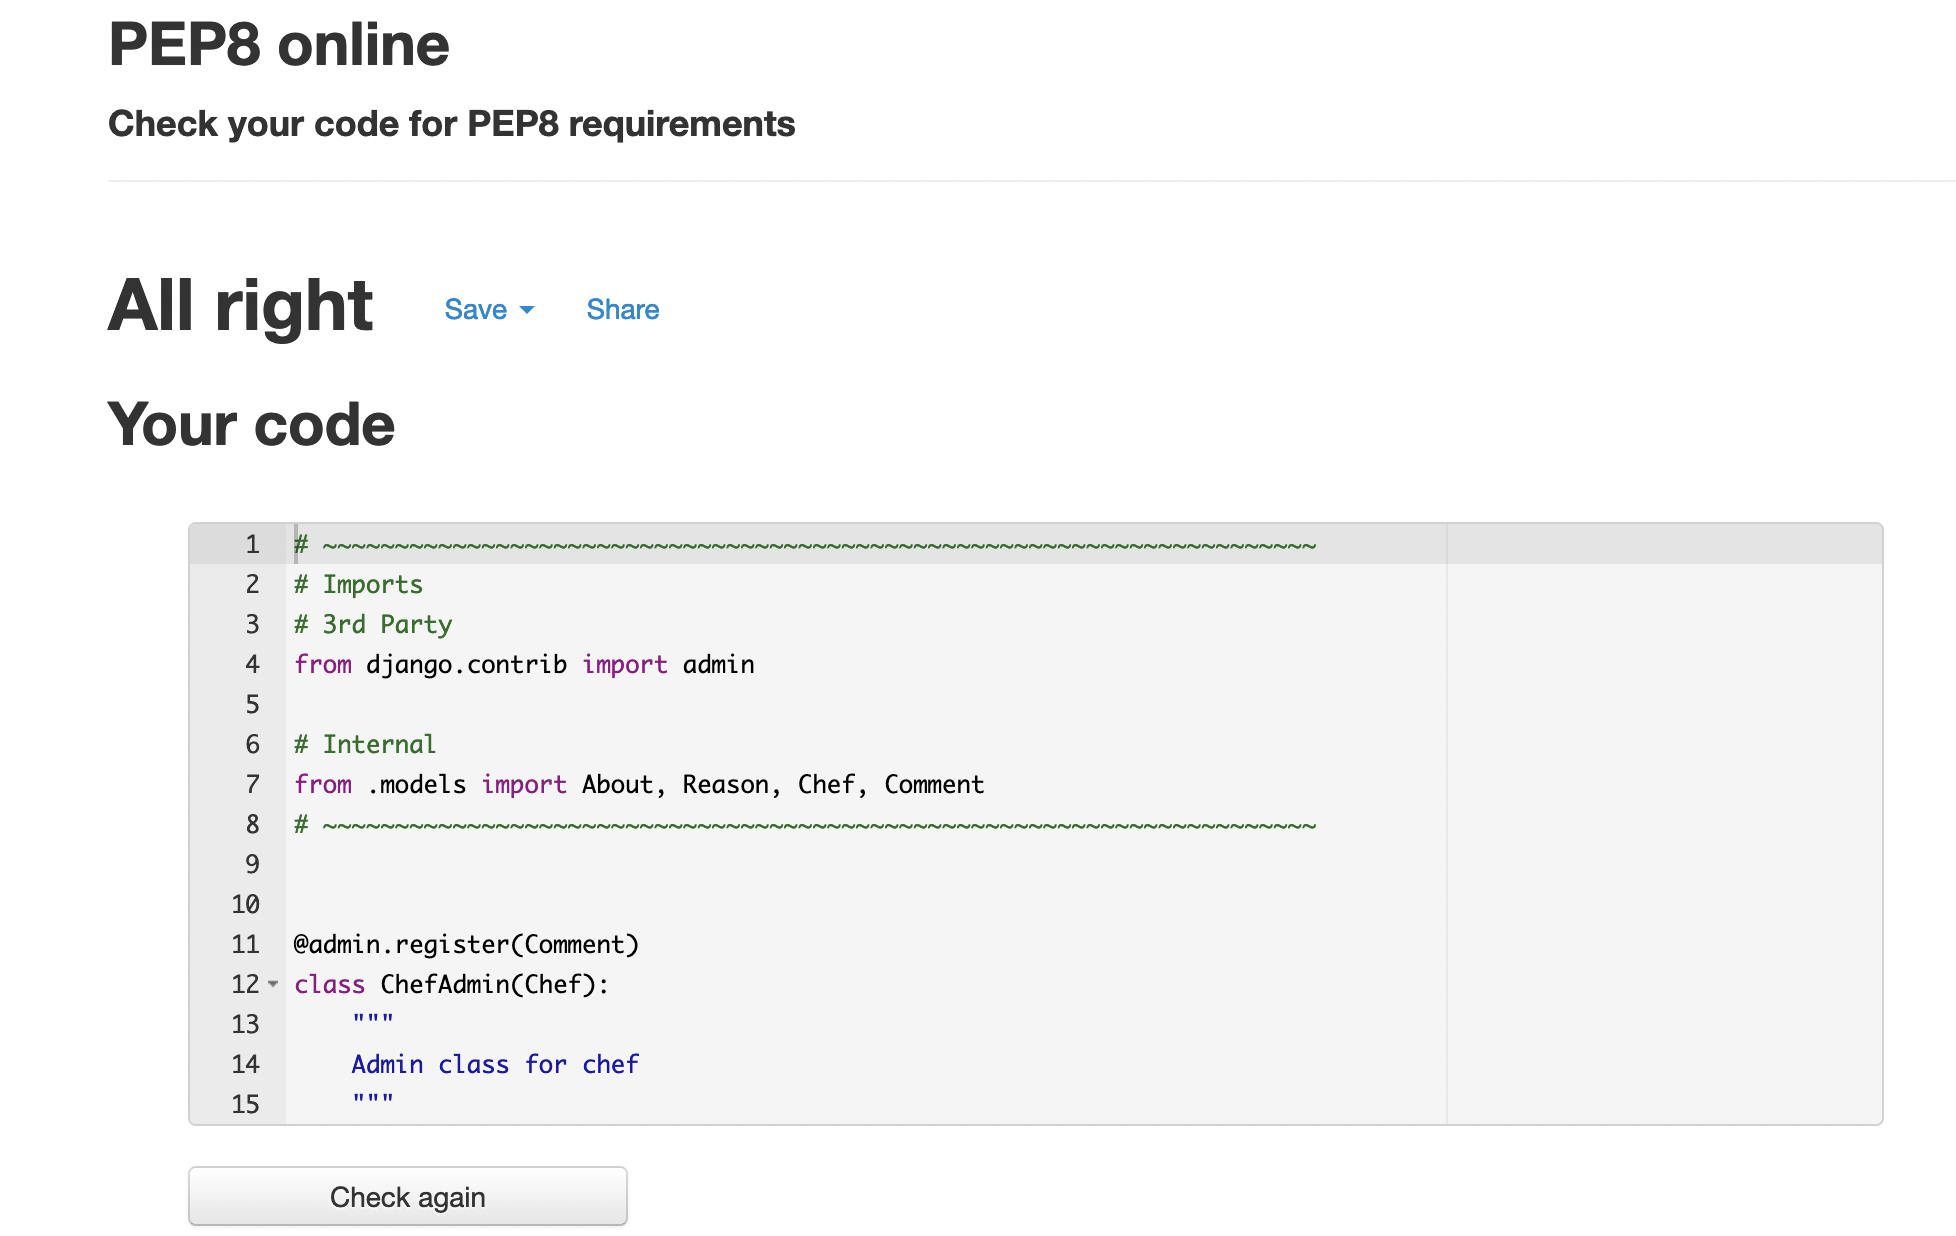 PEP8 online
Check your code for PEP8 requirements
All right Save Share
Your code
1 # ~~~~~~~~~~~~~~~~~~~~~~~~~~~~~~~~~~~~~~~~~~~~~~~~~~~~~~~~~~~~~~~~~~~~~
2 # Imports
3 # 3rd Party
4 from django.contrib import admin
5
6 # Internal
7 from .models import About, Reason, Chef, Comment
8 # ~~~~~~~~~~~~~~~~~~~~~~~~~~~~~~~~~~~~~~~~~~~~~~~~~~~~~~~~~~~~~~~~~~~~~
9
10
11 @admin.register(Comment)
12 class ChefAdmin(Chef):
13     """
14     Admin class for chef
15     """
Check again